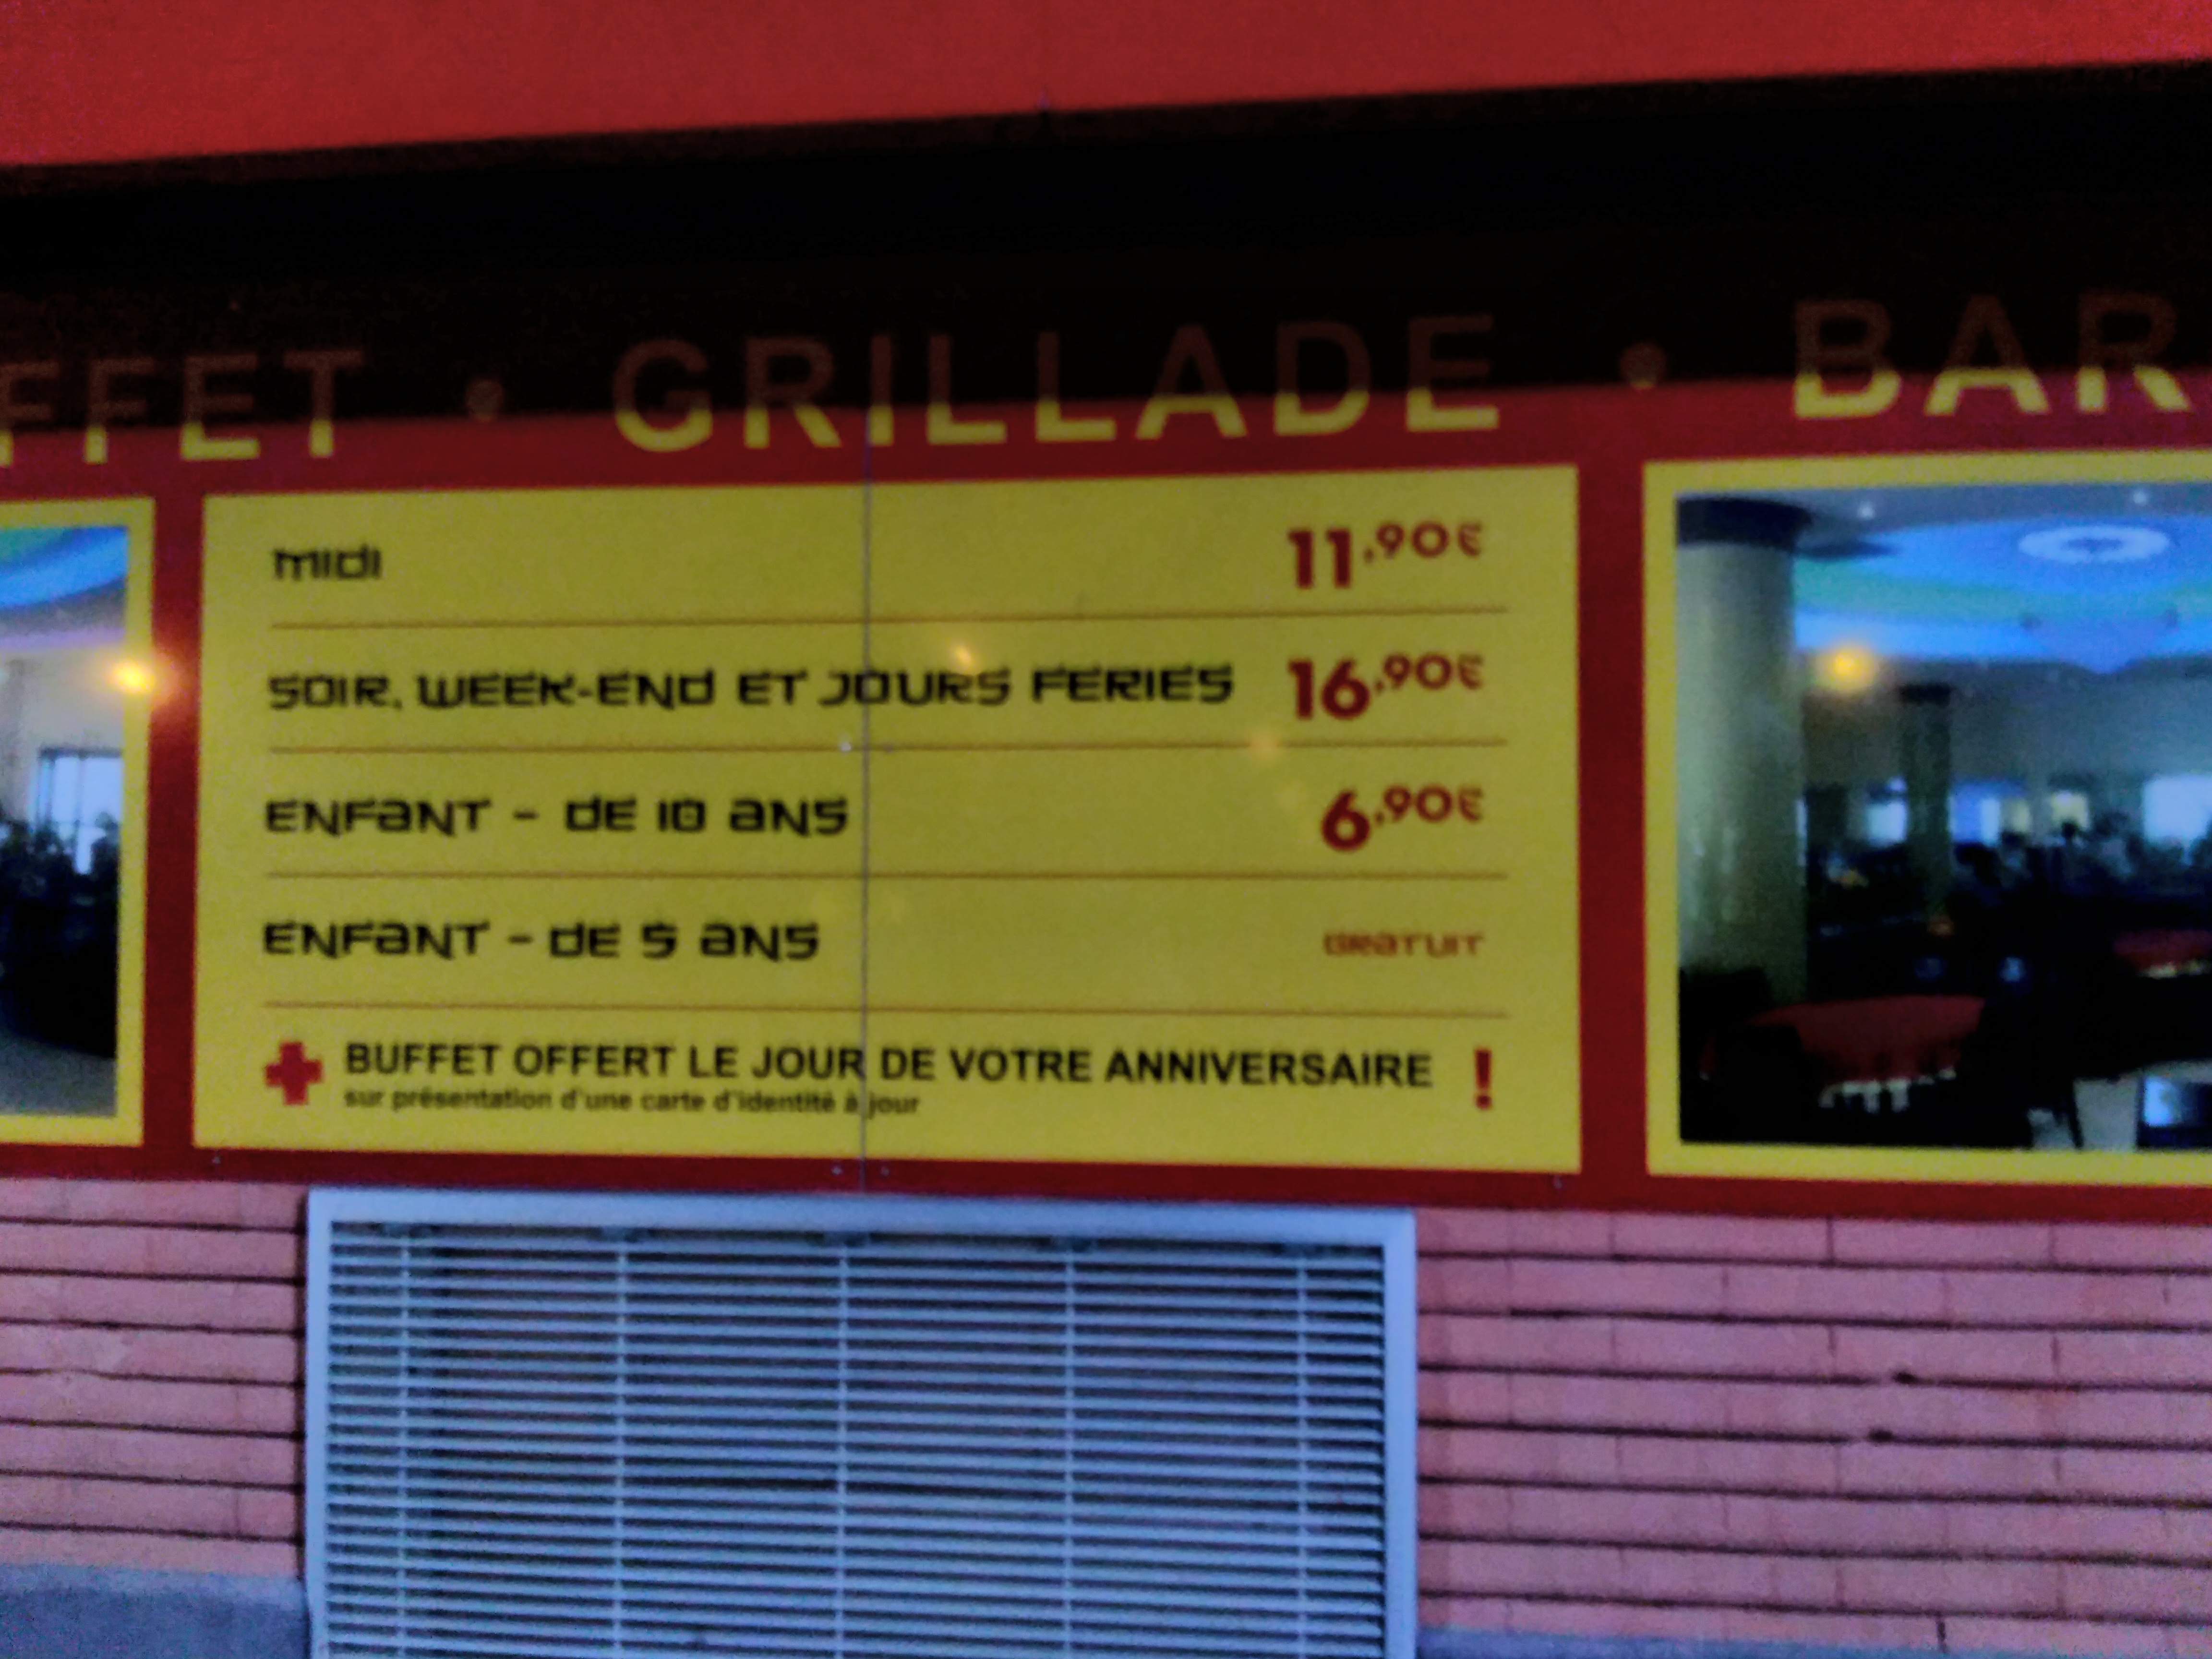 FFET • GRILLADE • BAR
MIDI 11,90€
SOIR, WEEK-END ET JOURS FERIES 16,90€
ENFANT - DE 10 ANS 6,90€
ENFANT - DE 5 ANS GRATUIT
BUFFET OFFERT LE JOUR DE VOTRE ANNIVERSAIRE !
sur présentation d'une carte d'identité à jour